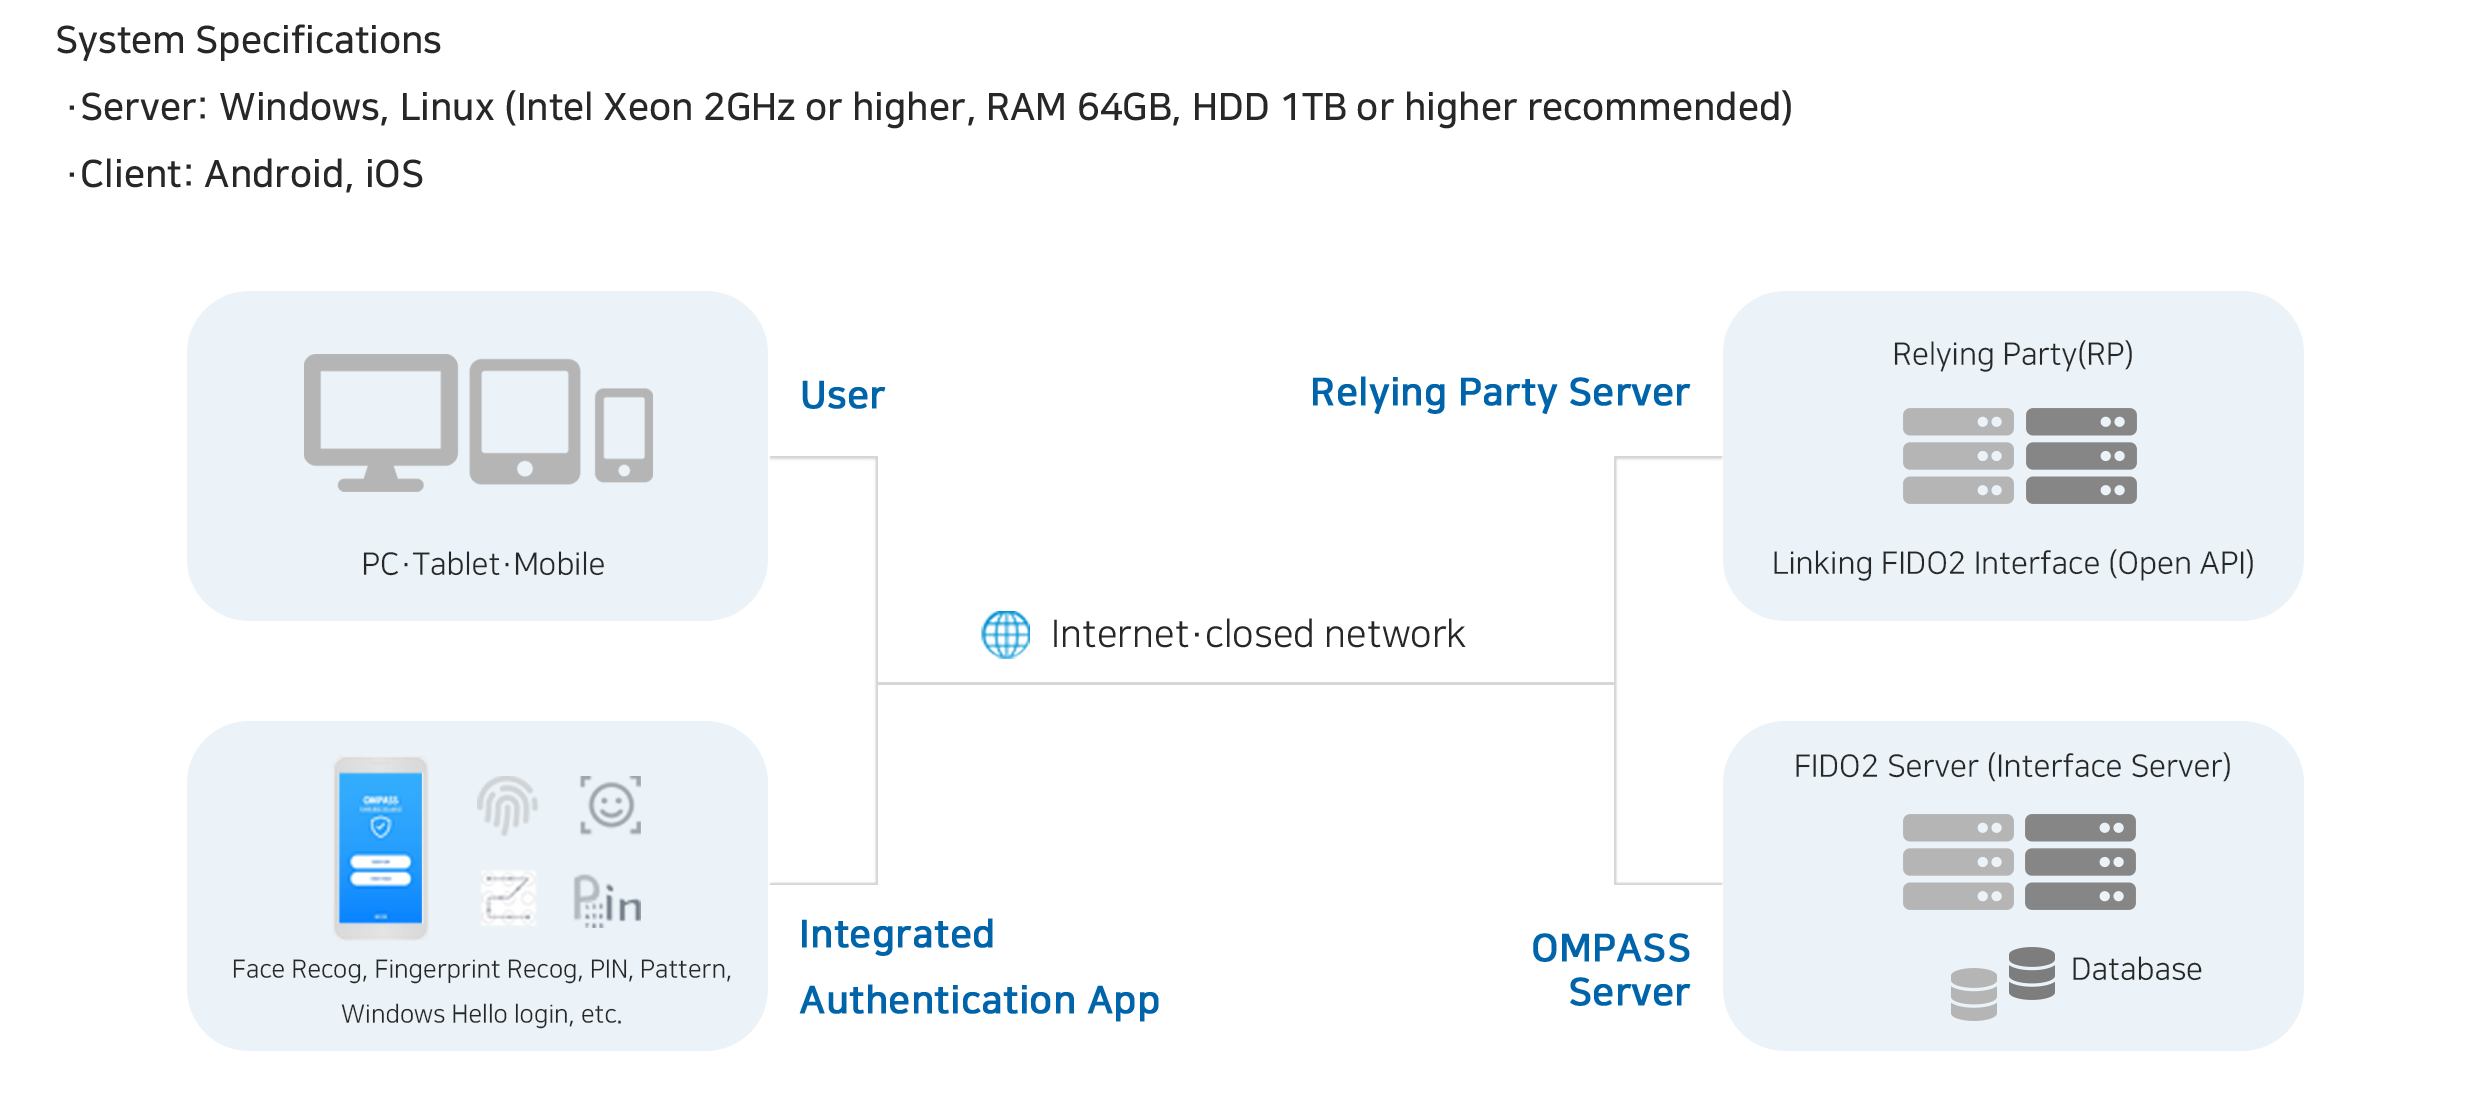 System Specifications
·Server: Windows, Linux (Intel Xeon 2GHz or higher, RAM 64GB, HDD 1TB or higher recommended)
·Client: Android, iOS
User
PC·Tablet·Mobile
Relying Party Server
Relying Party(RP)
Linking FIDO2 Interface (Open API)
Internet·closed network
OMPASS
Pin
Face Recog, Fingerprint Recog, PIN, Pattern,
Windows Hello login, etc.
Integrated
Authentication App
OMPASS
Server
FIDO2 Server (Interface Server)
Database